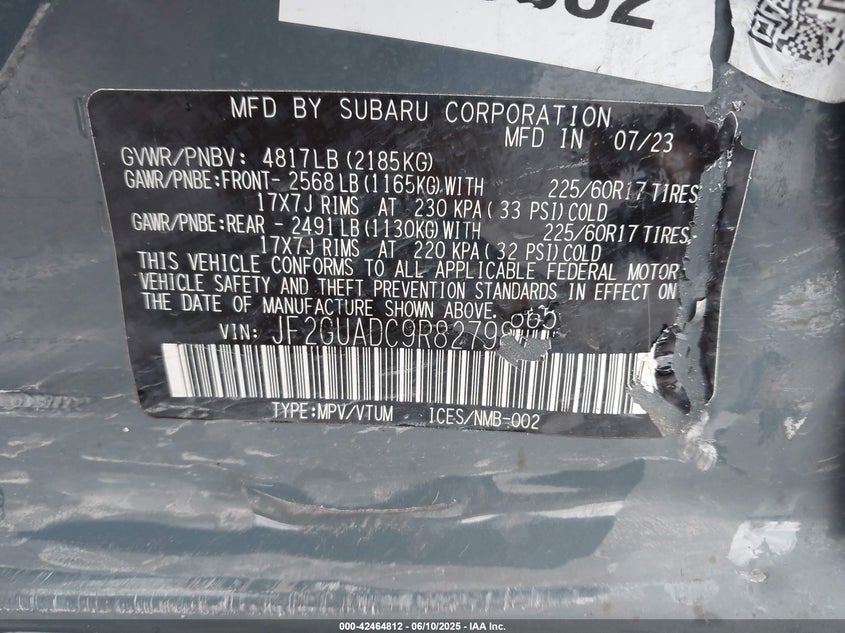 MFD BY SUBARU CORPORATION
MFD IN 07/23
GVWR/PNBV: 4817LB (2185KG)
GAWR/PNBE:FRONT- 2568 LB (1165KG) WITH 225/60R17 TIRES
17X7J RIMS AT 230 KPA ( 33 PSI) COLD
GAWR/PNBE:REAR - 2491 LB (1130KG) WITH 225/60R17 TIRES,
17X7J RIMS AT 220 KPA ( 32 PSI) COLD
THIS VEHICLE CONFORMS TO ALL APPLICABLE FEDERAL MOTOR
VEHICLE SAFETY AND THEFT PREVENTION STANDARDS IN EFFECT ON
THE DATE OF MANUFACTURE SHOWN ABOVE.
VIN:
TYPE:MPV/VTUM 1CES/NMB-002
000-42464812 - 06/10/2025 - IAA Inc.